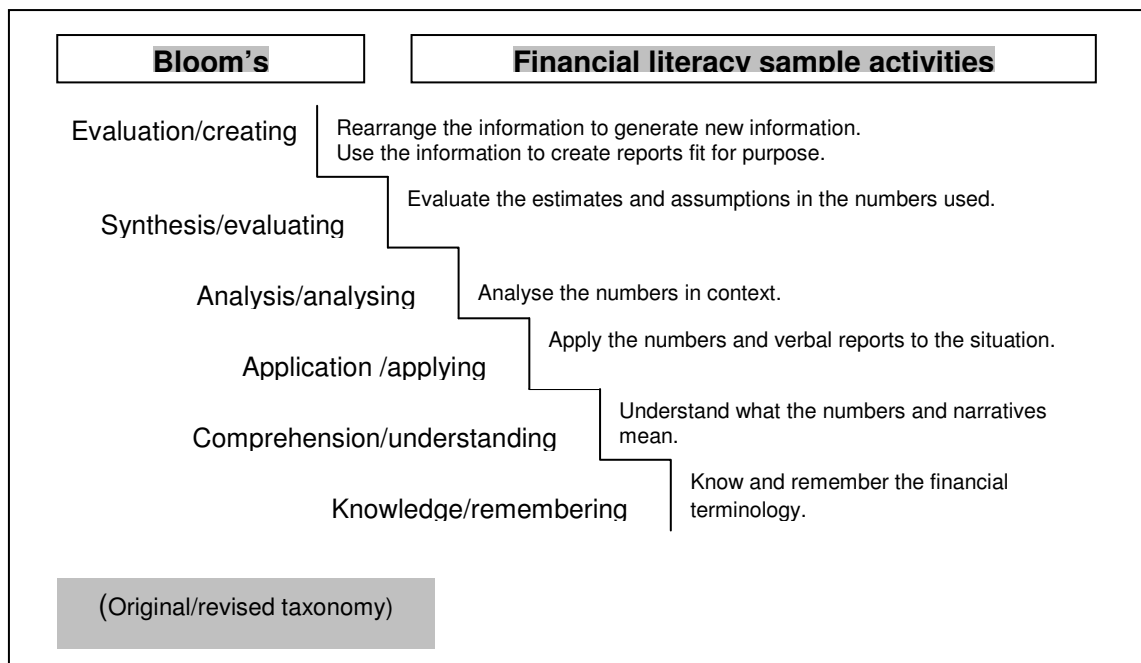 Bloom's
Financial literacy sample activities
Evaluation/creating
Rearrange the information to generate new information.
Use the information to create reports fit for purpose.
Synthesis/evaluating
Evaluate the estimates and assumptions in the numbers used.
Analysis/analysing
Analyse the numbers in context.
Application /applying
Apply the numbers and verbal reports to the situation.
Comprehension/understanding
Understand what the numbers and narratives
mean.
Knowledge/remembering
Know and remember the financial
terminology.
(Original/revised taxonomy)